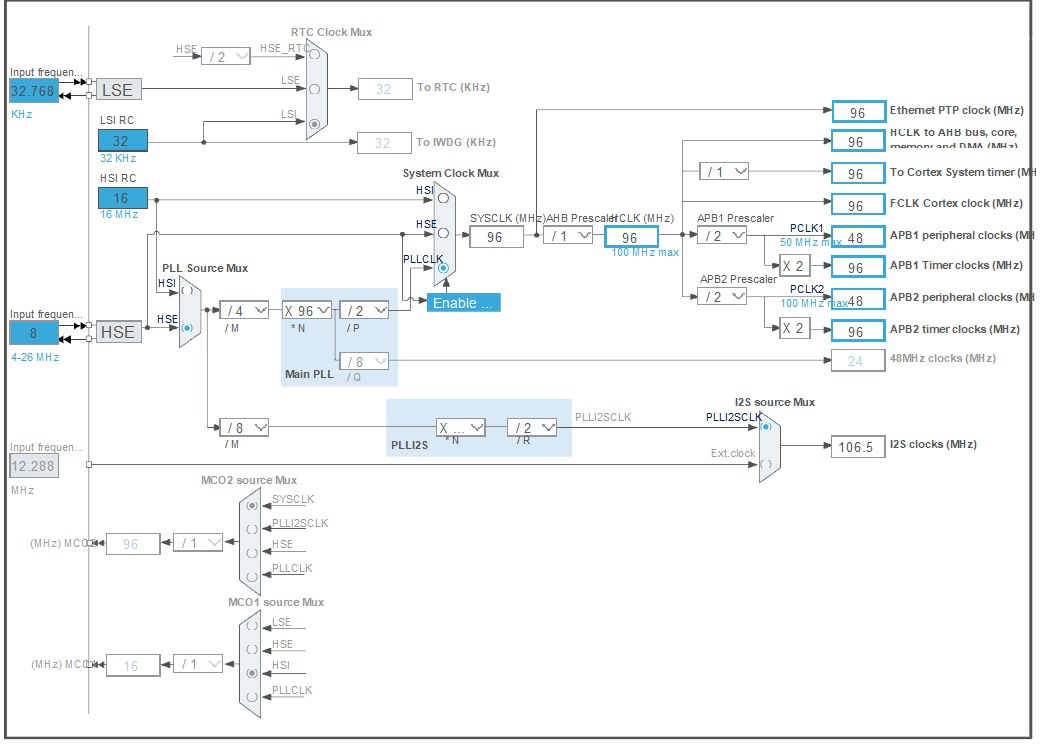 RTC Clock Mux
HSE
/ 2
HSE_RTC
Input frequen...
32.768
KHz
LSE
LSE
32
To RTC (KHz)
LSI RC
32
32 KHz
LSI
32
To IWDG (KHz)
HSI RC
16
16 MHz
System Clock Mux
HSI
HSE
PLLCLK
Enable ...
SYSCLK (MHz)
96
AHB Prescaler
/ 1
HCLK (MHz)
96
100 MHz max
96
Ethernet PTP clock (MHz)
96
HCLK to AHB bus, core,
memory and DMA (MHz)
/ 1
96
To Cortex System timer (MH
96
FCLK Cortex clock (MHz)
APB1 Prescaler
/ 2
PCLK1
50 MHz max
48
APB1 peripheral clocks (MH
X 2
96
APB1 Timer clocks (MHz)
APB2 Prescaler
/ 2
PCLK2
100 MHz max
48
APB2 peripheral clocks (MH
X 2
96
APB2 timer clocks (MHz)
24
48MHz clocks (MHz)
PLL Source Mux
HSI
HSE
Input frequen...
8
4-26 MHz
HSE
/ 4
/ M
X 96
* N
/ 2
/ P
/ 8
/ Q
Main PLL
/ 8
/ M
X ...
* N
/ 2
/ R
PLLI2S
PLLI2SCLK
I2S source Mux
PLLI2SCLK
Ext.clock
106.5
I2S clocks (MHz)
Input frequen...
12.288
MHz
MCO2 source Mux
SYSCLK
PLLI2SCLK
HSE
PLLCLK
(MHz) MCO2
96
/ 1
MCO1 source Mux
LSE
HSE
HSI
PLLCLK
(MHz) MCO1
16
/ 1